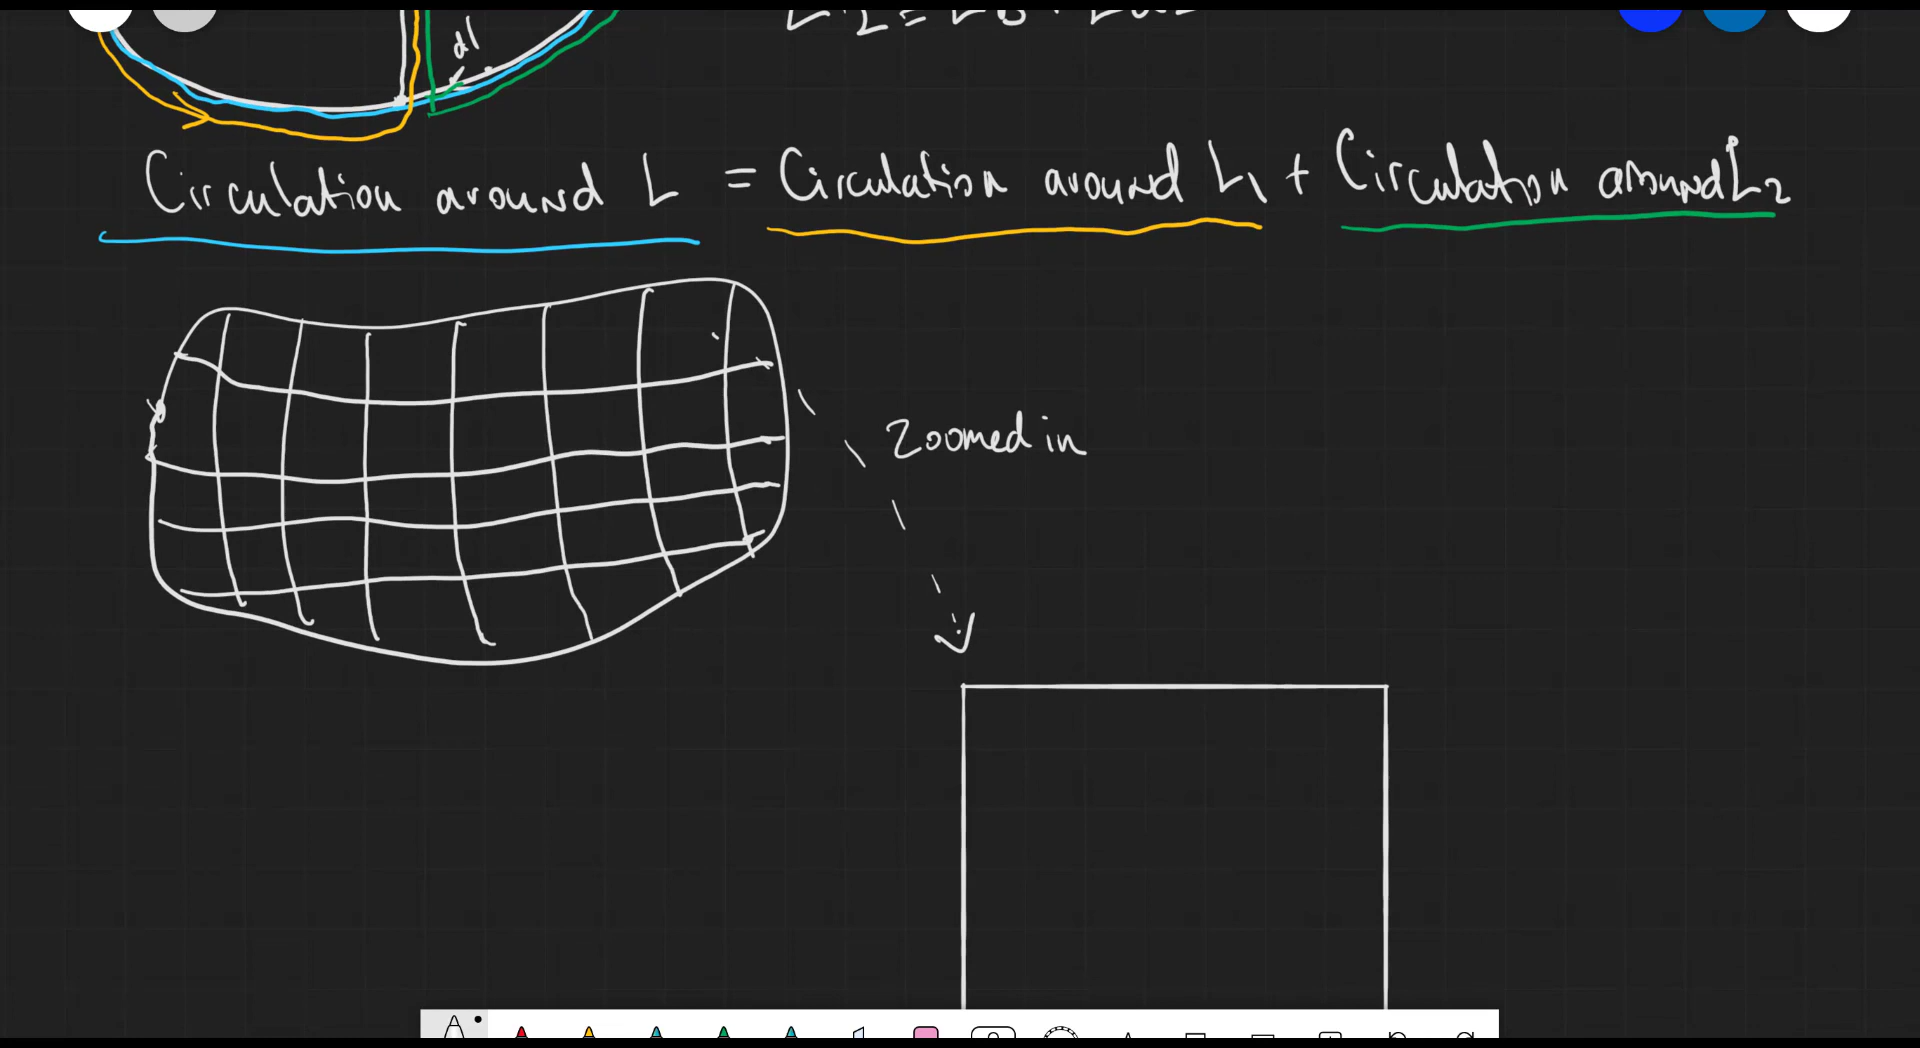 dl
Circulation around L = Circulation around L₁ + Circulation around L₂
Zoomed in